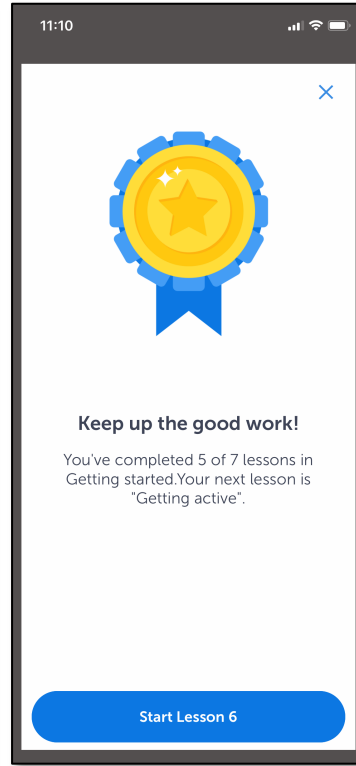 11:10
Keep up the good work!
You've completed 5 of 7 lessons in
Getting started.Your next lesson is
"Getting active".
Start Lesson 6